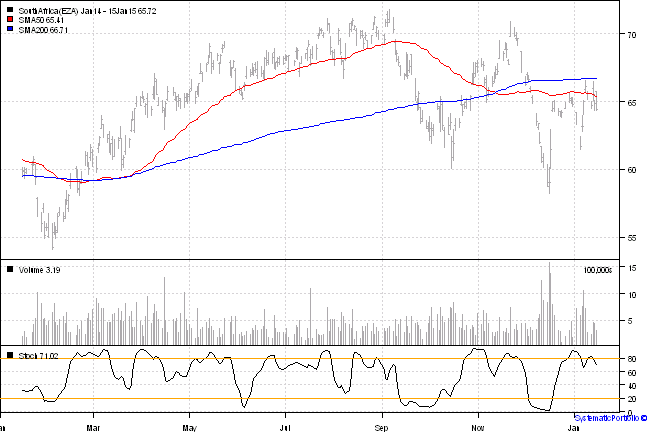 SouthAfrica(EZA) Jan14 - 15Jan15 65.72
SMA50 65.41
SMA200 66.71
70
65
60
55
Volume 3.19
100,000s
15
10
5
Stoch 71.02
80
60
40
20
0
an Mar May Jul Sep Nov Jan
SystematicPortfolio ©